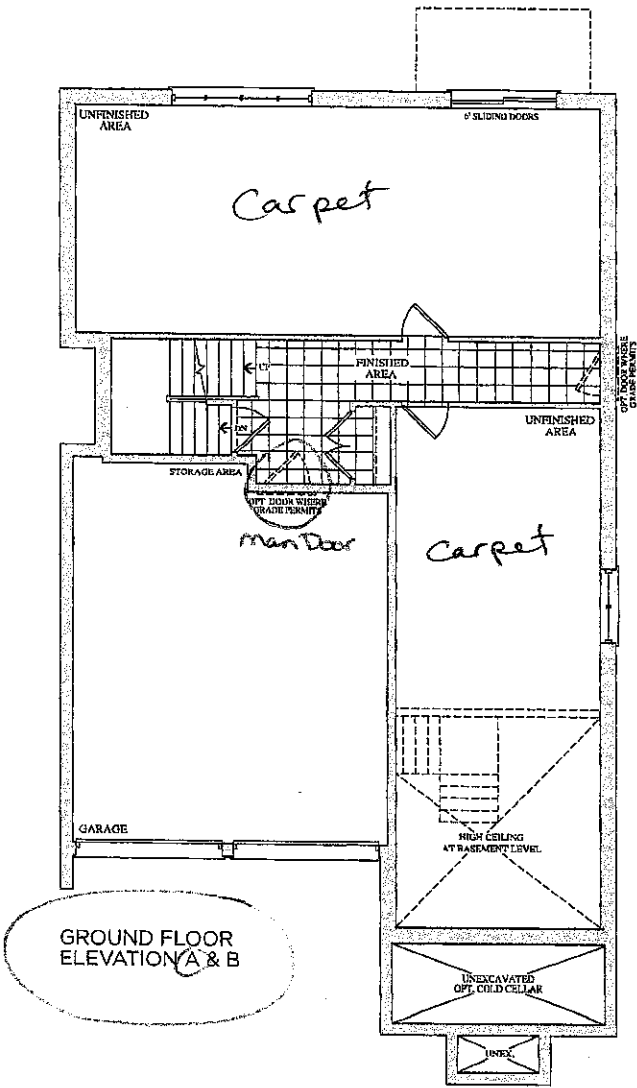 UNFINISHED
AREA
6' SLIDING DOORS
Carpet
UP
FINISHED
AREA
OPT. DOOR WHERE
GRADE PERMITS
DN
UNFINISHED
AREA
STORAGE AREA
OPT. DOOR WHERE
GRADE PERMITS
Man Door
Carpet
GARAGE
HIGH CEILING
AT BASEMENT LEVEL
GROUND FLOOR
ELEVATION A & B
UNEXCAVATED
OPT. COLD CELLAR
UNEX.